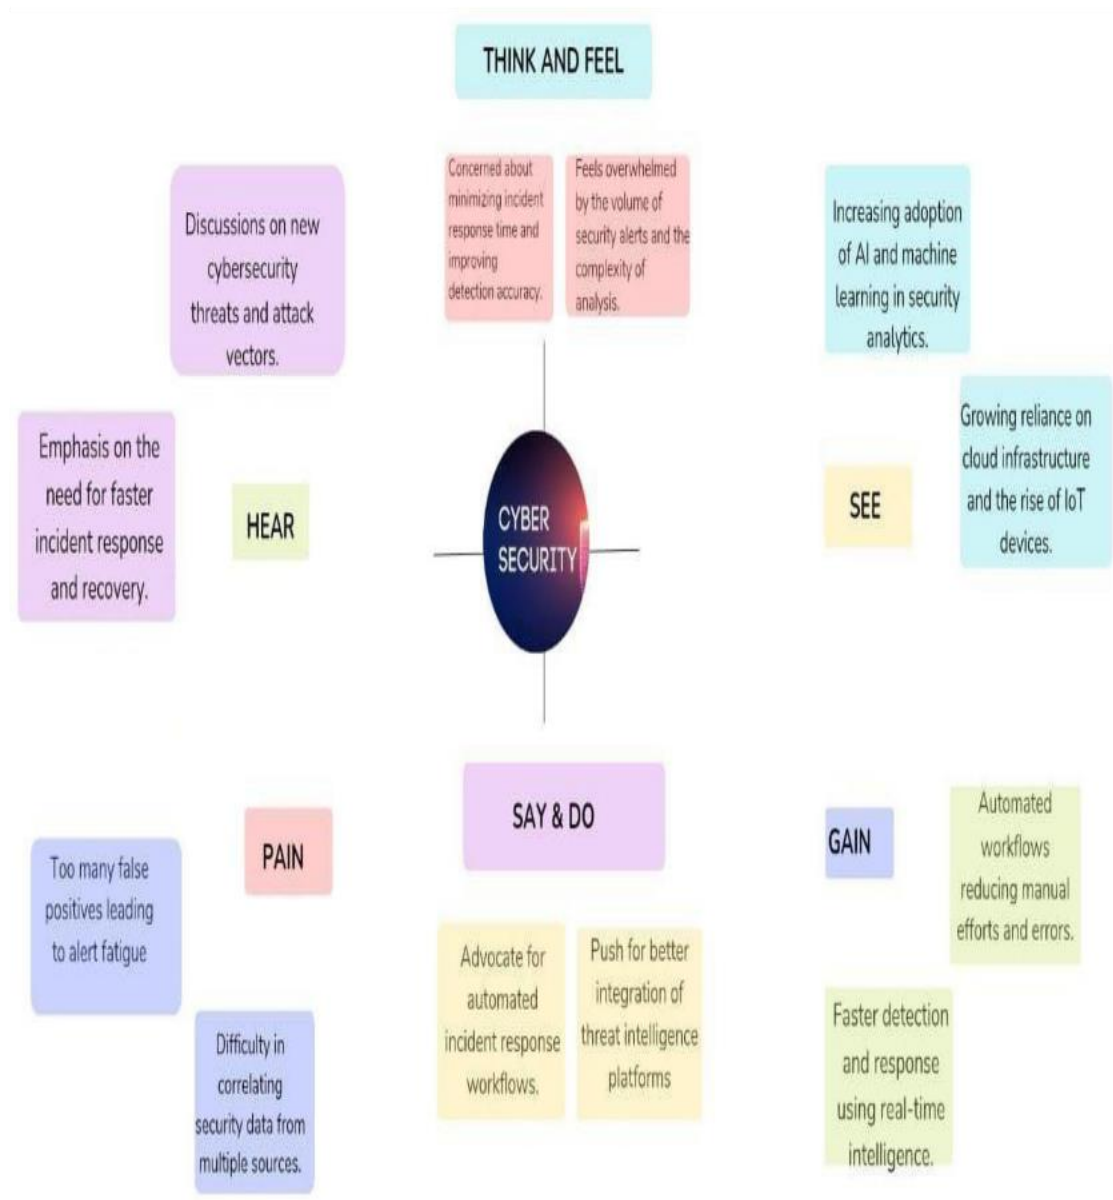 THINK AND FEEL
Concerned about
minimizing incident
response time and
improving
detection accuracy.
Feels overwhelmed
by the volume of
security alerts and the
complexity of
analysis.
Discussions on new
cybersecurity
threats and attack
vectors.
Increasing adoption
of AI and machine
learning in security
analytics.
Emphasis on the
need for faster
incident response
and recovery.
HEAR
CYBER
SECURITY
SEE
Growing reliance on
cloud infrastructure
and the rise of IoT
devices.
PAIN
Too many false
positives leading
to alert fatigue
Difficulty in
correlating
security data from
multiple sources.
SAY & DO
Advocate for
automated
incident response
workflows.
Push for better
integration of
threat intelligence
platforms
GAIN
Automated
workflows
reducing manual
efforts and errors.
Faster detection
and response
using real-time
intelligence.